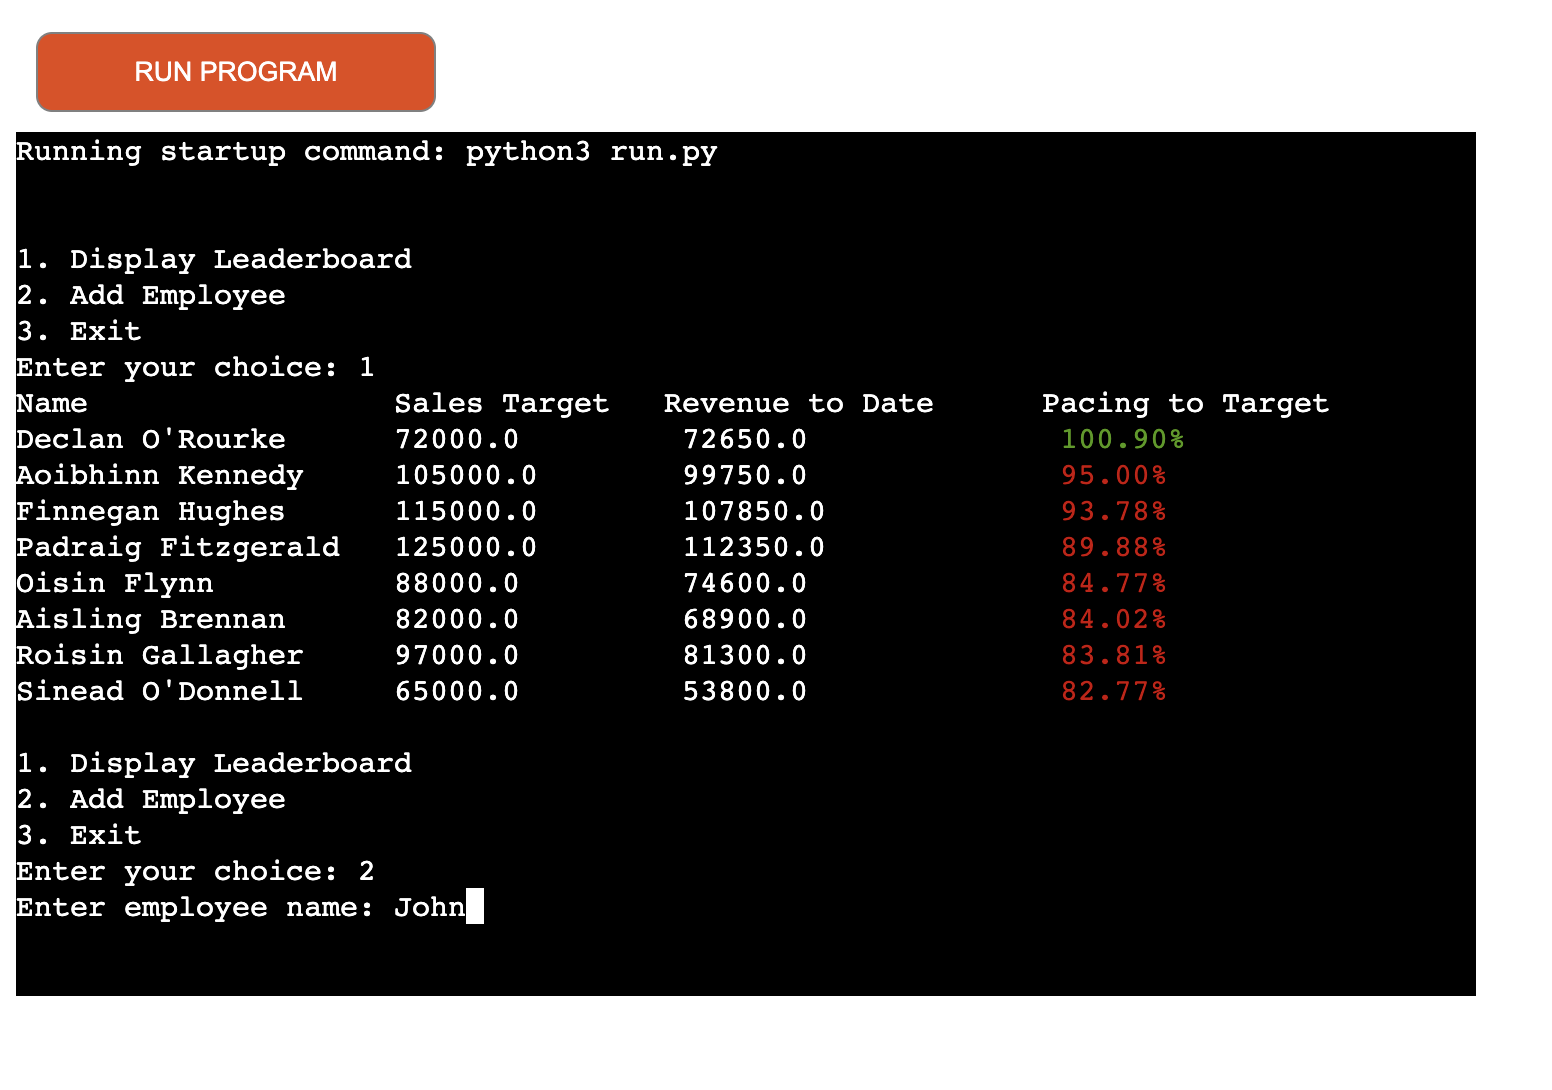 RUN PROGRAM
Running startup command: python3 run.py
1. Display Leaderboard
2. Add Employee
3. Exit
Enter your choice: 1
Name Sales Target Revenue to Date Pacing to Target
Declan O'Rourke 72000.0 72650.0 100.90%
Aoibhinn Kennedy 105000.0 99750.0 95.00%
Finnegan Hughes 115000.0 107850.0 93.78%
Padraig Fitzgerald 125000.0 112350.0 89.88%
Oisin Flynn 88000.0 74600.0 84.77%
Aisling Brennan 82000.0 68900.0 84.02%
Roisin Gallagher 97000.0 81300.0 83.81%
Sinead O'Donnell 65000.0 53800.0 82.77%
1. Display Leaderboard
2. Add Employee
3. Exit
Enter your choice: 2
Enter employee name: John